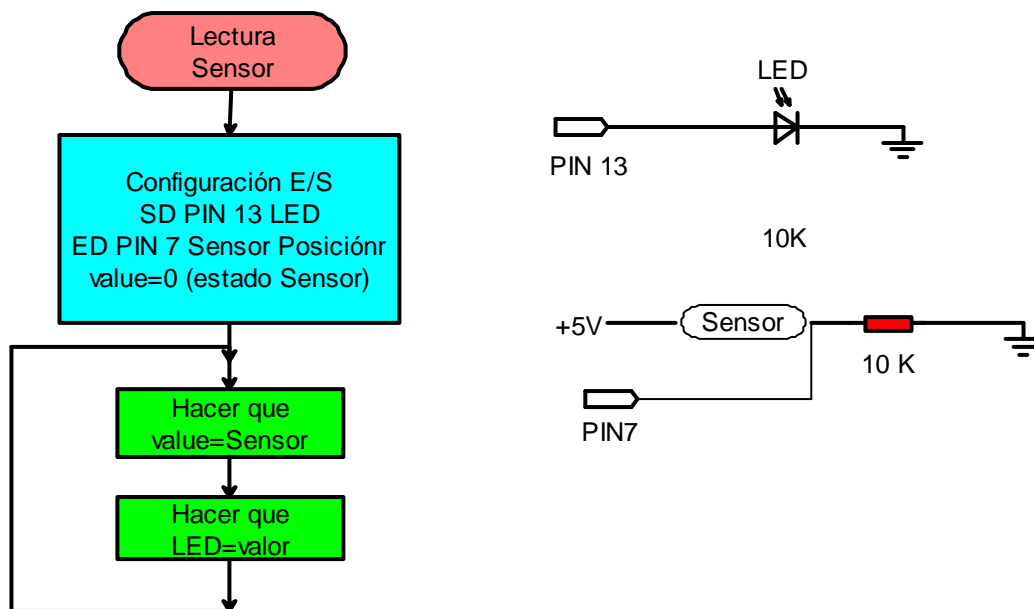 Lectura
Sensor
Configuración E/S
SD PIN 13 LED
ED PIN 7 Sensor Posiciónr
value=0 (estado Sensor)
Hacer que
value=Sensor
Hacer que
LED=valor
LED
PIN 13
10K
+5V
Sensor
10 K
PIN7